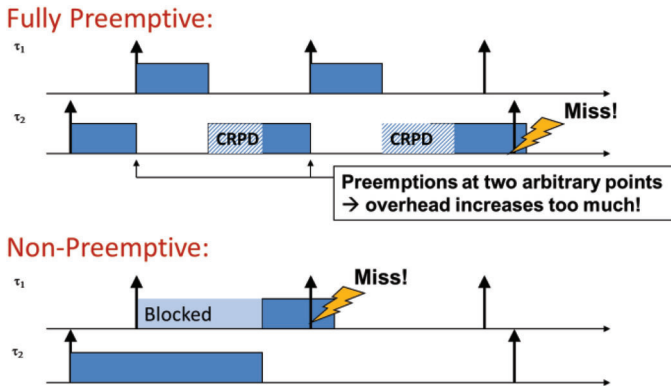 Fully Preemptive:
τ₁
τ₂
CRPD
CRPD
Miss!
Preemptions at two arbitrary points
→ overhead increases too much!
Non-Preemptive:
τ₁
Miss!
Blocked
τ₂